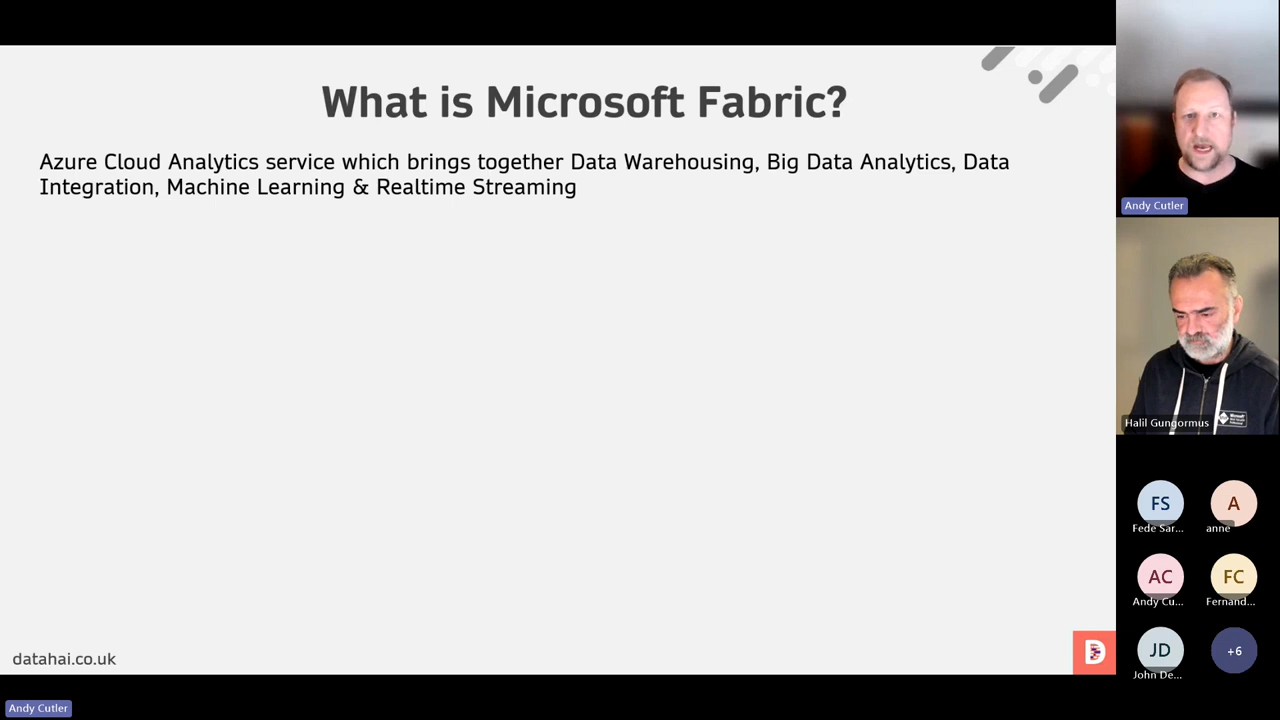 What is Microsoft Fabric?
Azure Cloud Analytics service which brings together Data Warehousing, Big Data Analytics, Data
Integration, Machine Learning & Realtime Streaming
datahai.co.uk
D
Andy Cutler
Andy Cutler
Halil Gungormus
Microsoft
FS
Fede Sar...
A
anne
AC
Andy Cu...
FC
Fernand...
JD
John De...
+6